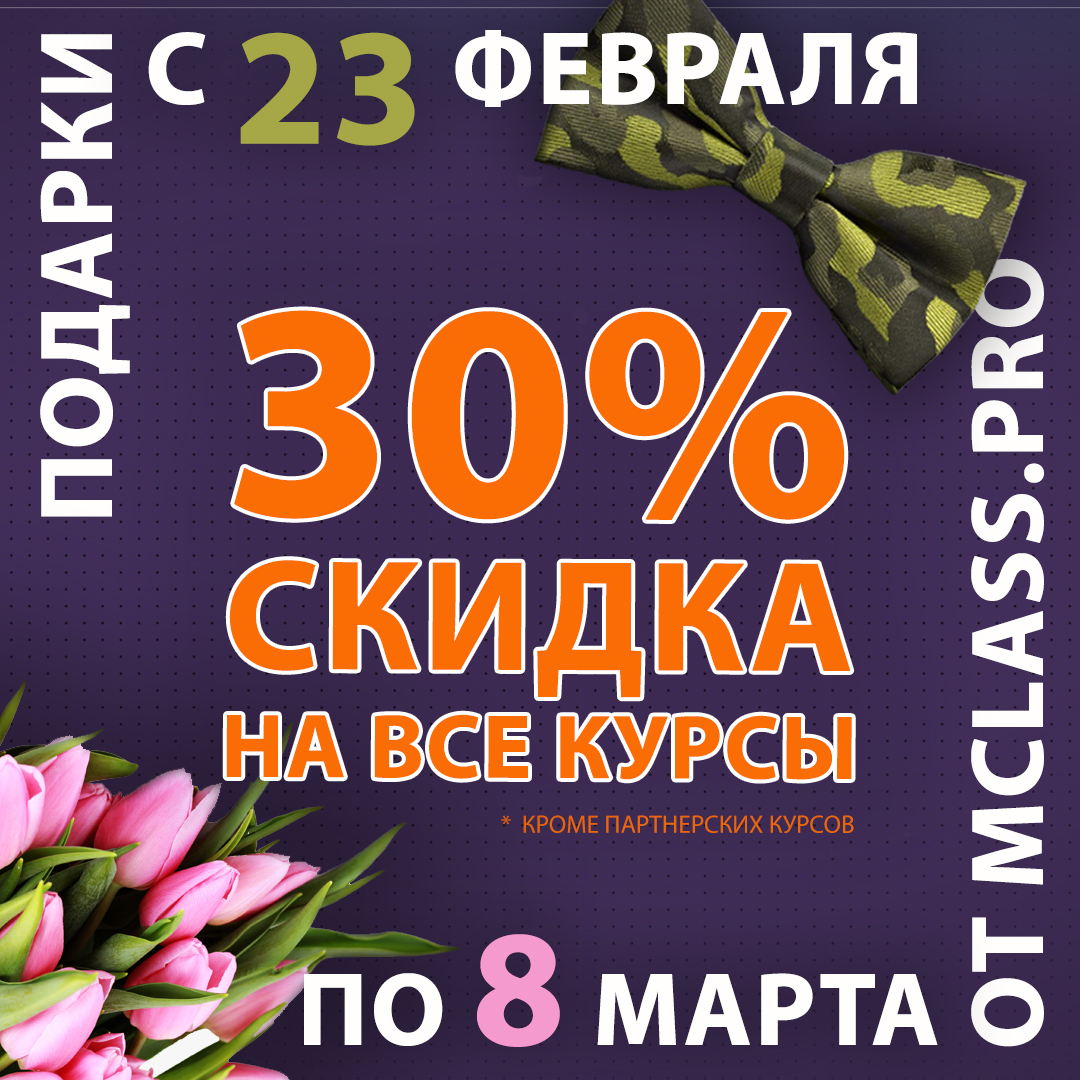 ПОДАРКИ
С 23 ФЕВРАЛЯ
30%
СКИДКА
НА ВСЕ КУРСЫ
* КРОМЕ ПАРТНЕРСКИХ КУРСОВ
ПО 8 МАРТА
ОТ MCLASS.PRO